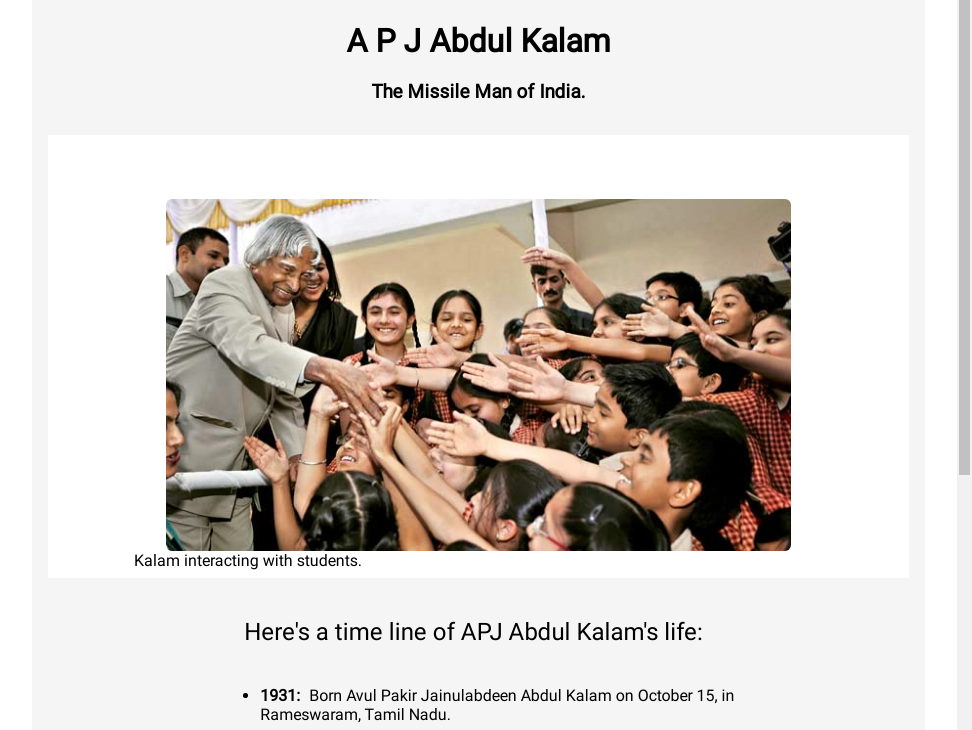 A P J Abdul Kalam
The Missile Man of India.
Kalam interacting with students.
Here's a time line of APJ Abdul Kalam's life:
• 1931: Born Avul Pakir Jainulabdeen Abdul Kalam on October 15, in
Rameswaram, Tamil Nadu.